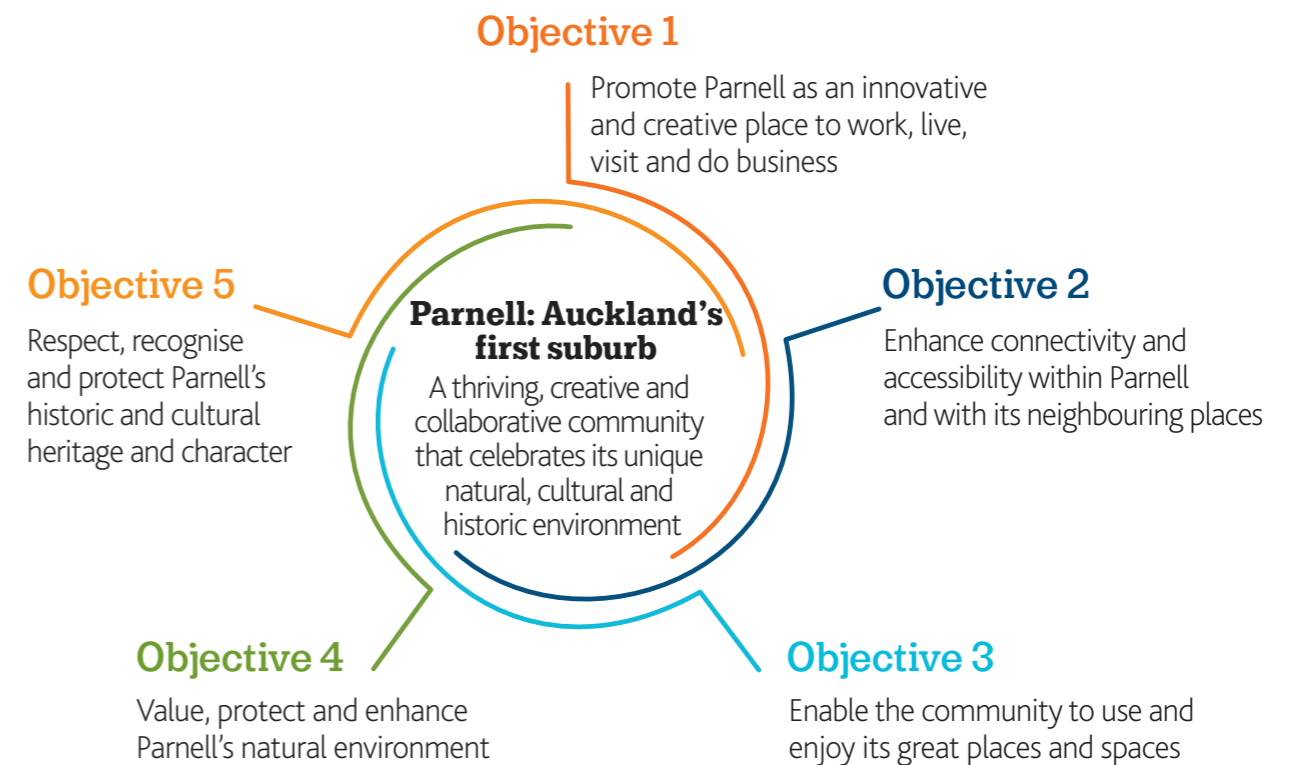 Objective 1
Promote Parnell as an innovative
and creative place to work, live,
visit and do business
Objective 2
Enhance connectivity and
accessibility within Parnell
and with its neighbouring places
Objective 3
Enable the community to use and
enjoy its great places and spaces
Objective 4
Value, protect and enhance
Parnell's natural environment
Objective 5
Respect, recognise
and protect Parnell's
historic and cultural
heritage and character
Parnell: Auckland's
first suburb
A thriving, creative and
collaborative community
that celebrates its unique
natural, cultural and
historic environment